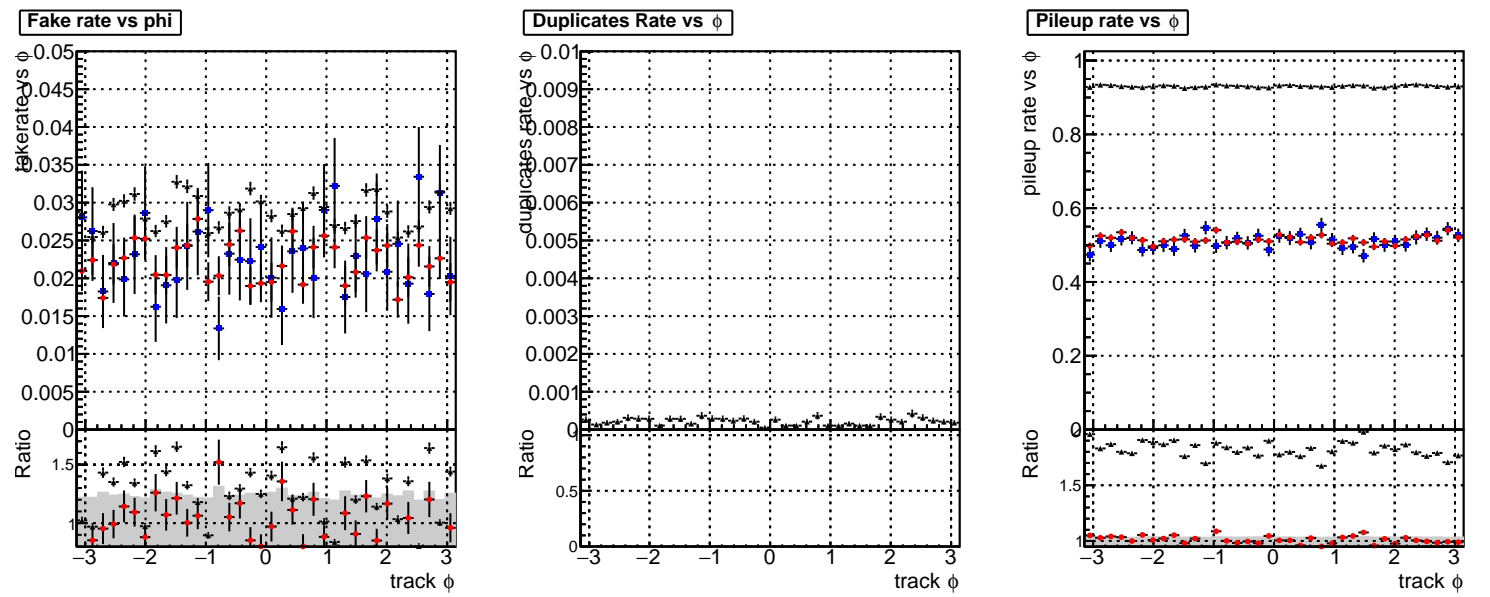 Fake rate vs phi
fakerate vs ϕ
0.05
0.045
0.04
0.035
0.03
0.025
0.02
0.015
0.01
0.005
0
Ratio
1.5
1
−3 −2 −1 0 1 2 3
track ϕ
Duplicates Rate vs ϕ
duplicates rate vs ϕ
0.01
0.009
0.008
0.007
0.006
0.005
0.004
0.003
0.002
0.001
0
Ratio
0.5
0
−3 −2 −1 0 1 2 3
track ϕ
Pileup rate vs ϕ
pileup rate vs ϕ
1
0.8
0.6
0.4
0.2
0
Ratio
1.5
1
−3 −2 −1 0 1 2 3
track ϕ